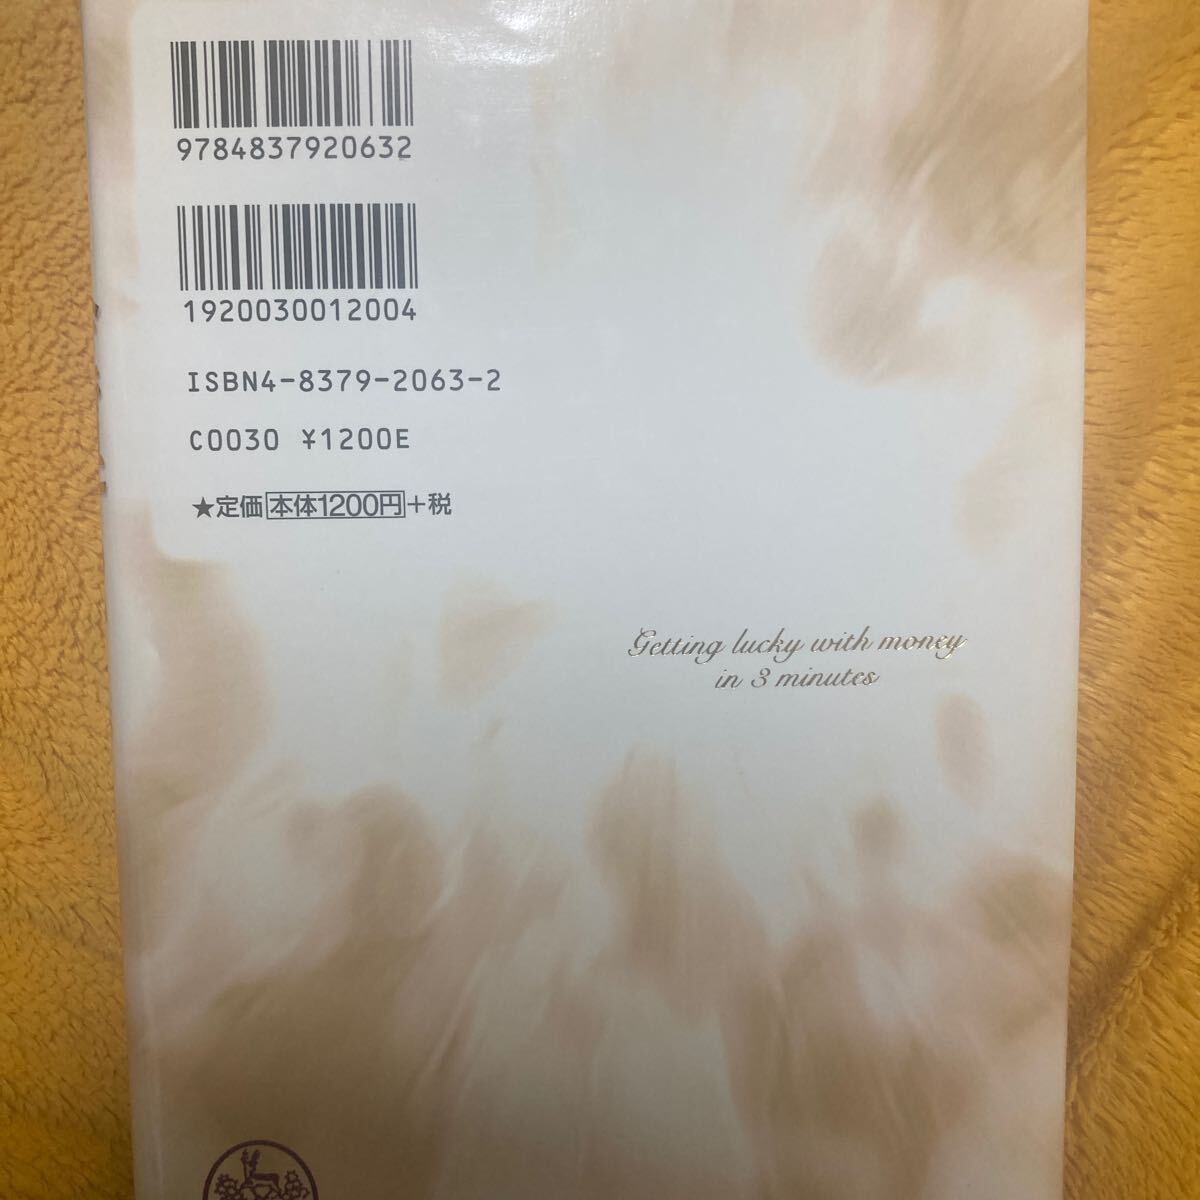 9784837920632
1920030012004
ISBN4-8379-2063-2
C0030 ¥1200E
★定価 本体1200円+税
Getting lucky with money
in 3 minutes